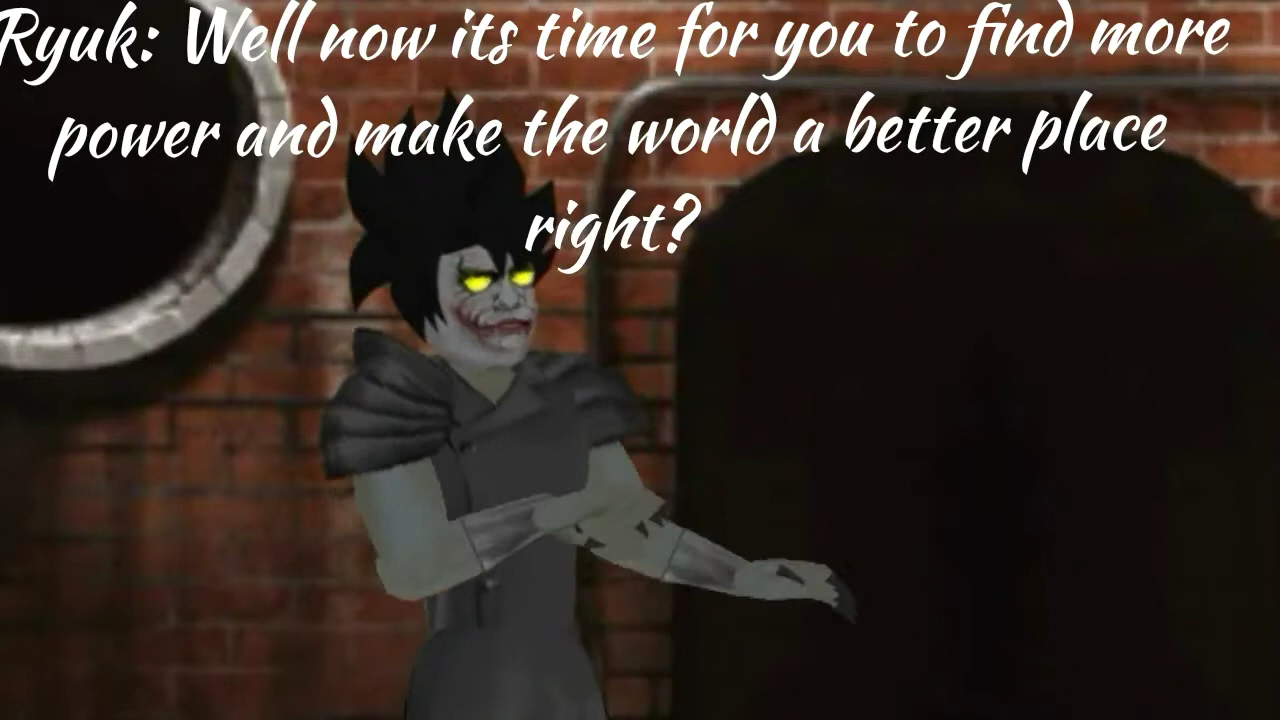 Ryuk: Well now its time for you to find more
power and make the world a better place
right?